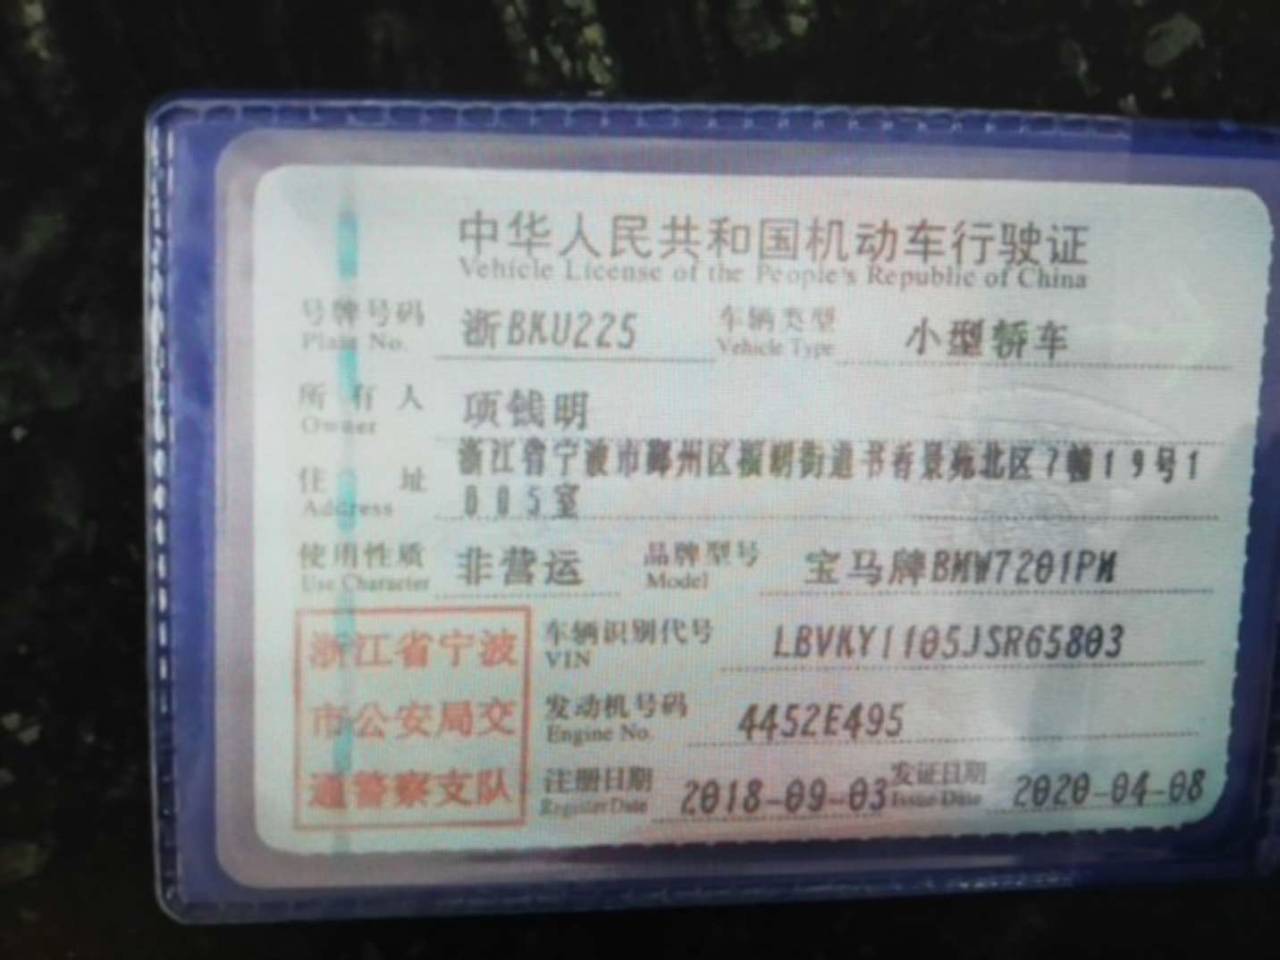 中华人民共和国机动车行驶证
Vehicle License of the People's Republic of China
号牌号码 浙BKU225 车辆类型 小型轿车
Plate No. Vehicle Type
所有人 项钱明
Owner
浙江省宁波市鄞州区福明街道书香景苑北区7幢19号1
住址 005室
Address
使用性质 非营运 品牌型号 宝马牌BMW7201PM
Use Character Model
浙江省宁波 车辆识别代号 LBVKY1105JSR65803
VIN
市公安局交 发动机号码 4452E495
Engine No.
通警察支队 注册日期 2018-09-03 发证日期 2020-04-08
Register Date Issue Date